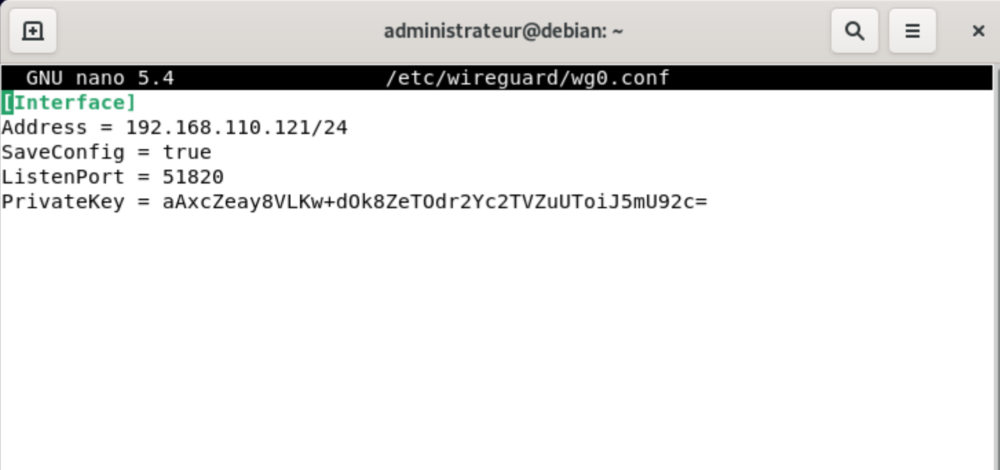 administrateur@debian: ~
GNU nano 5.4 /etc/wireguard/wg0.conf
[Interface]
Address = 192.168.110.121/24
SaveConfig = true
ListenPort = 51820
PrivateKey = aAxcZeay8VLKw+dOk8ZeTOdr2Yc2TVZuUToiJ5mU92c=